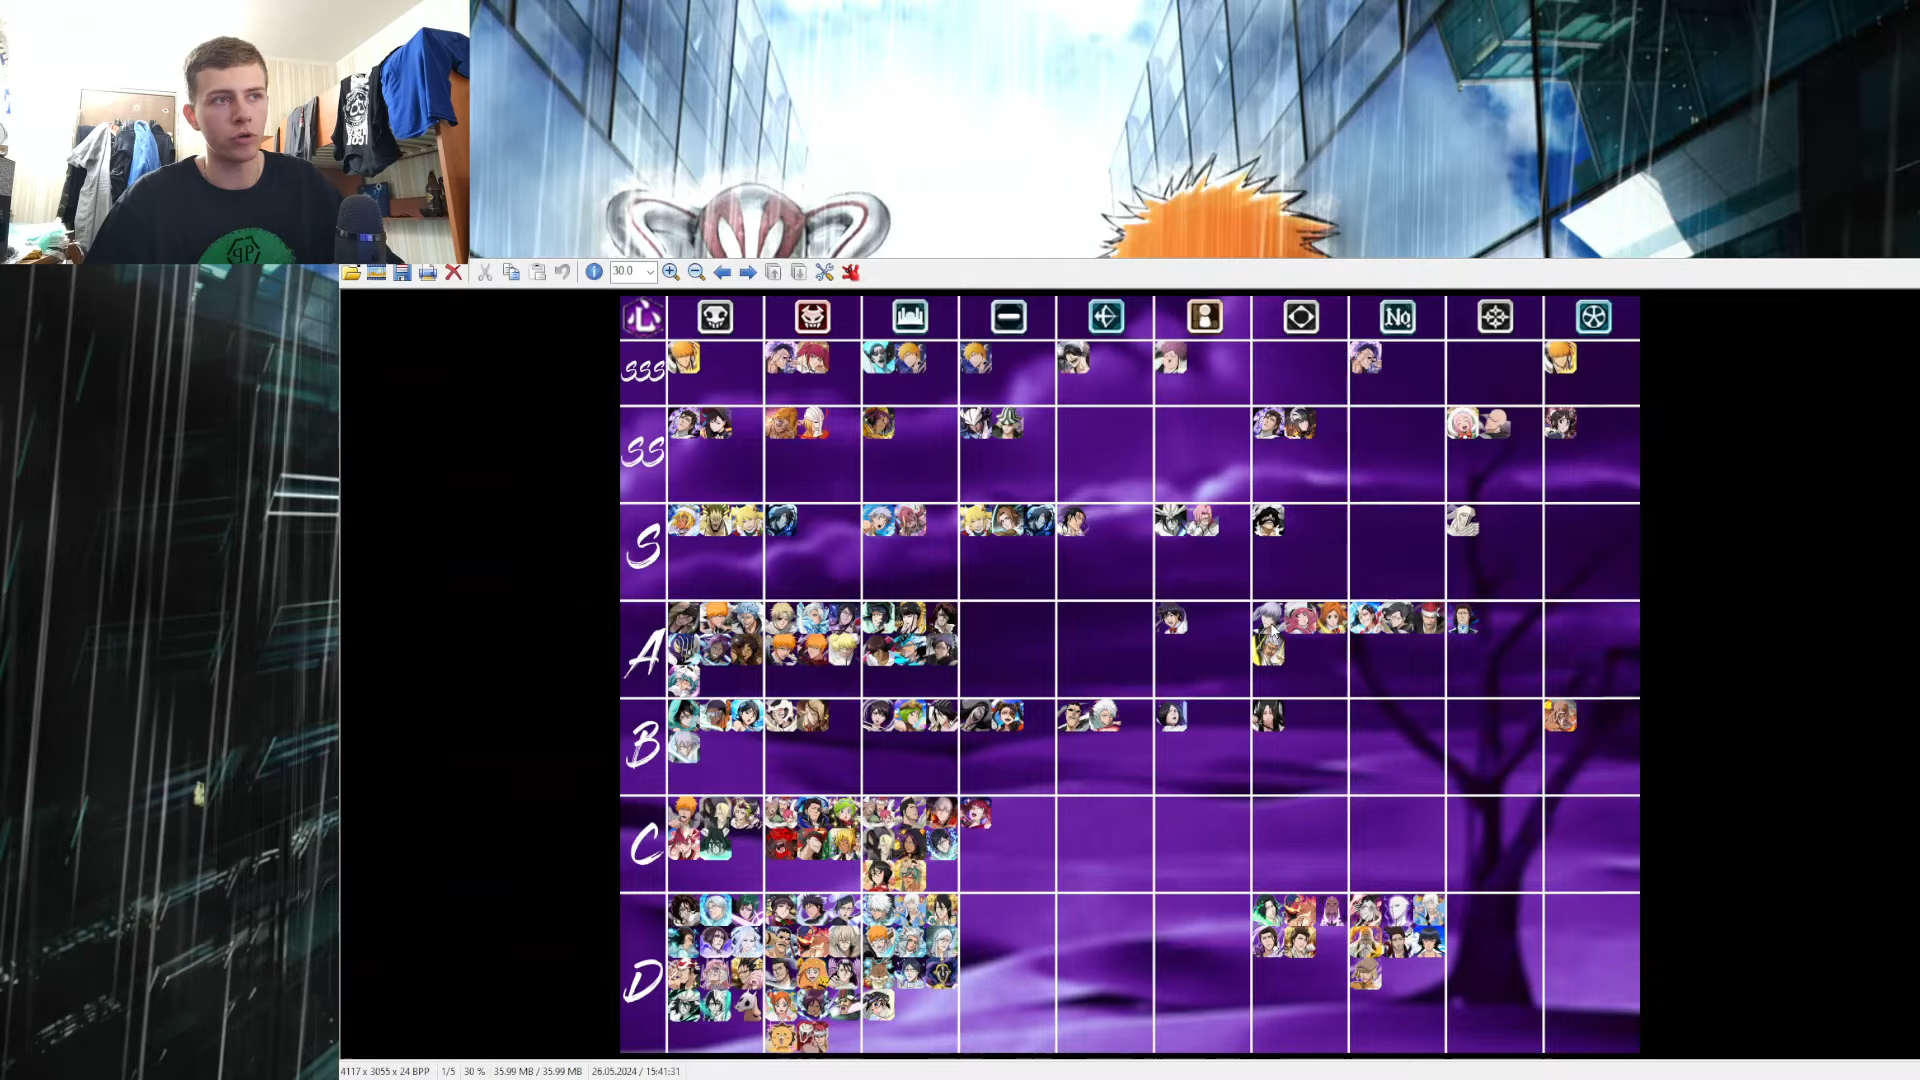 30.0
No.
SSS
SS
S
A
B
C
D
4117 x 3055 x 24 BPP 1/5 30 % 35.99 MB / 35.99 MB 26.05.2024 / 15:41:31